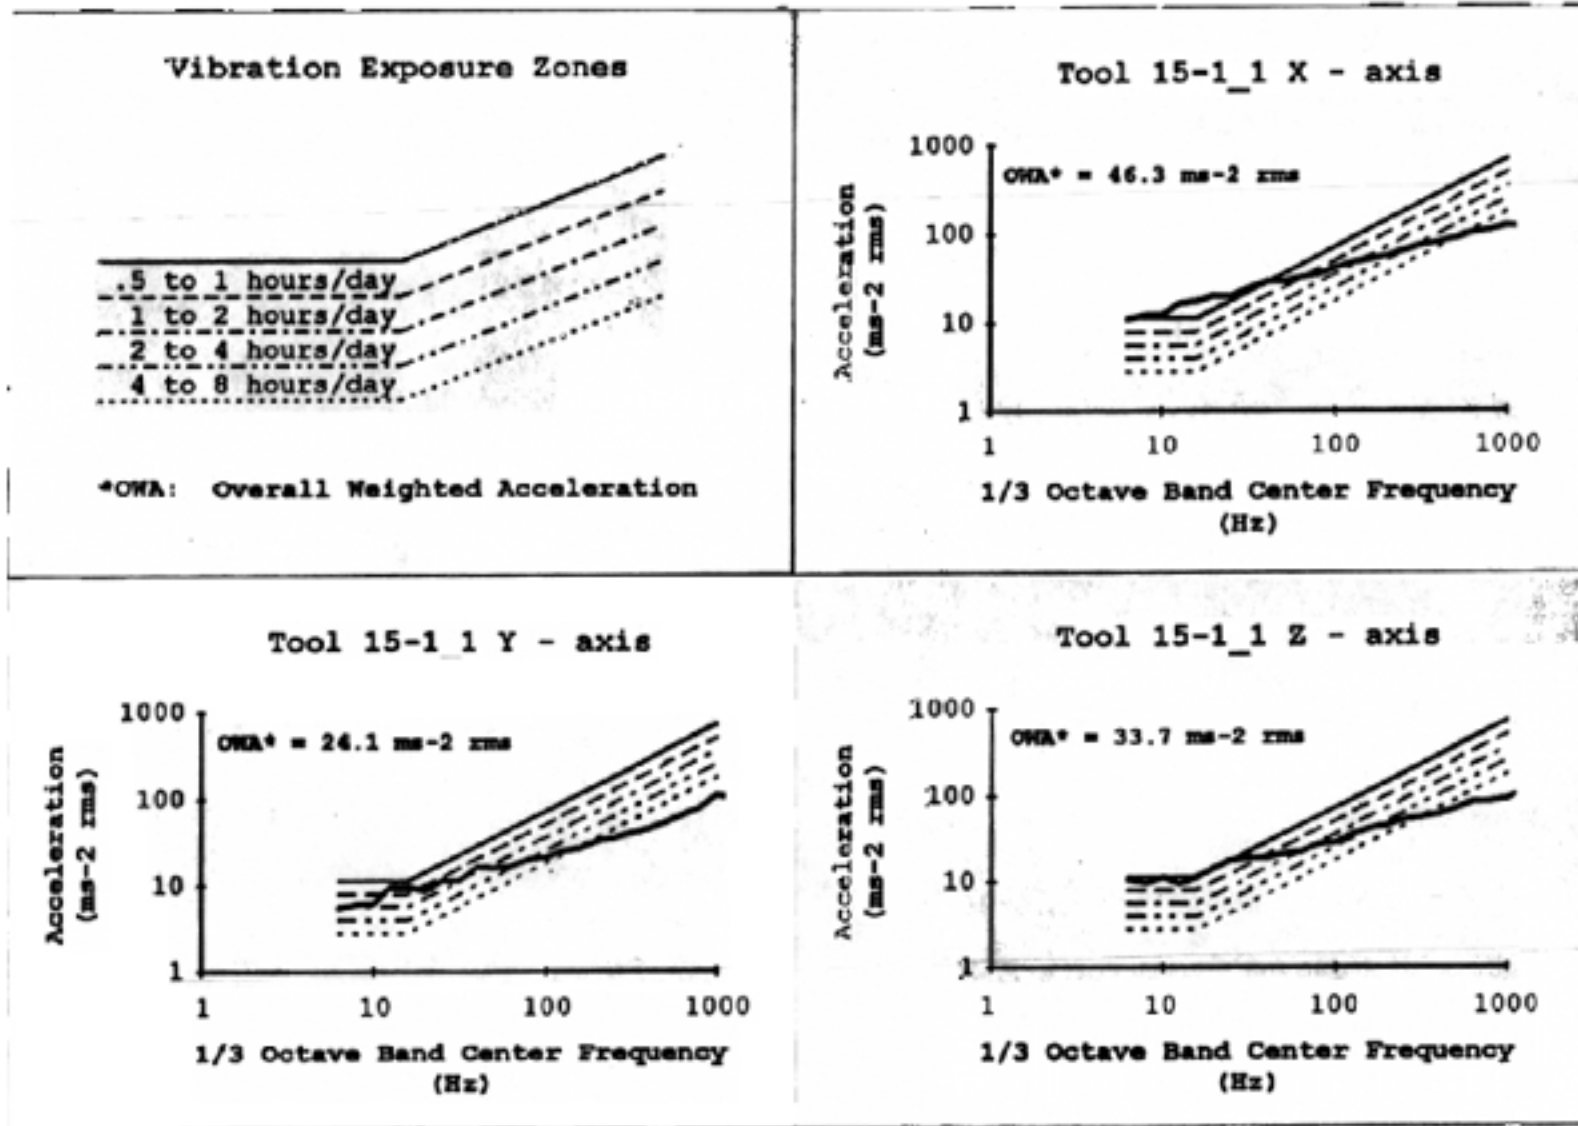 Vibration Exposure Zones
.5 to 1 hours/day
1 to 2 hours/day
2 to 4 hours/day
4 to 8 hours/day
*OWA: Overall Weighted Acceleration
Tool 15-1_1 X - axis
OWA* = 46.3 ms-2 rms
Acceleration
(ms-2 rms)
1000
100
10
1
1 10 100 1000
1/3 Octave Band Center Frequency
(Hz)
Tool 15-1_1 Y - axis
OWA* = 24.1 ms-2 rms
Acceleration
(ms-2 rms)
1000
100
10
1
1 10 100 1000
1/3 Octave Band Center Frequency
(Hz)
Tool 15-1_1 Z - axis
OWA* = 33.7 ms-2 rms
Acceleration
(ms-2 rms)
1000
100
10
1
1 10 100 1000
1/3 Octave Band Center Frequency
(Hz)